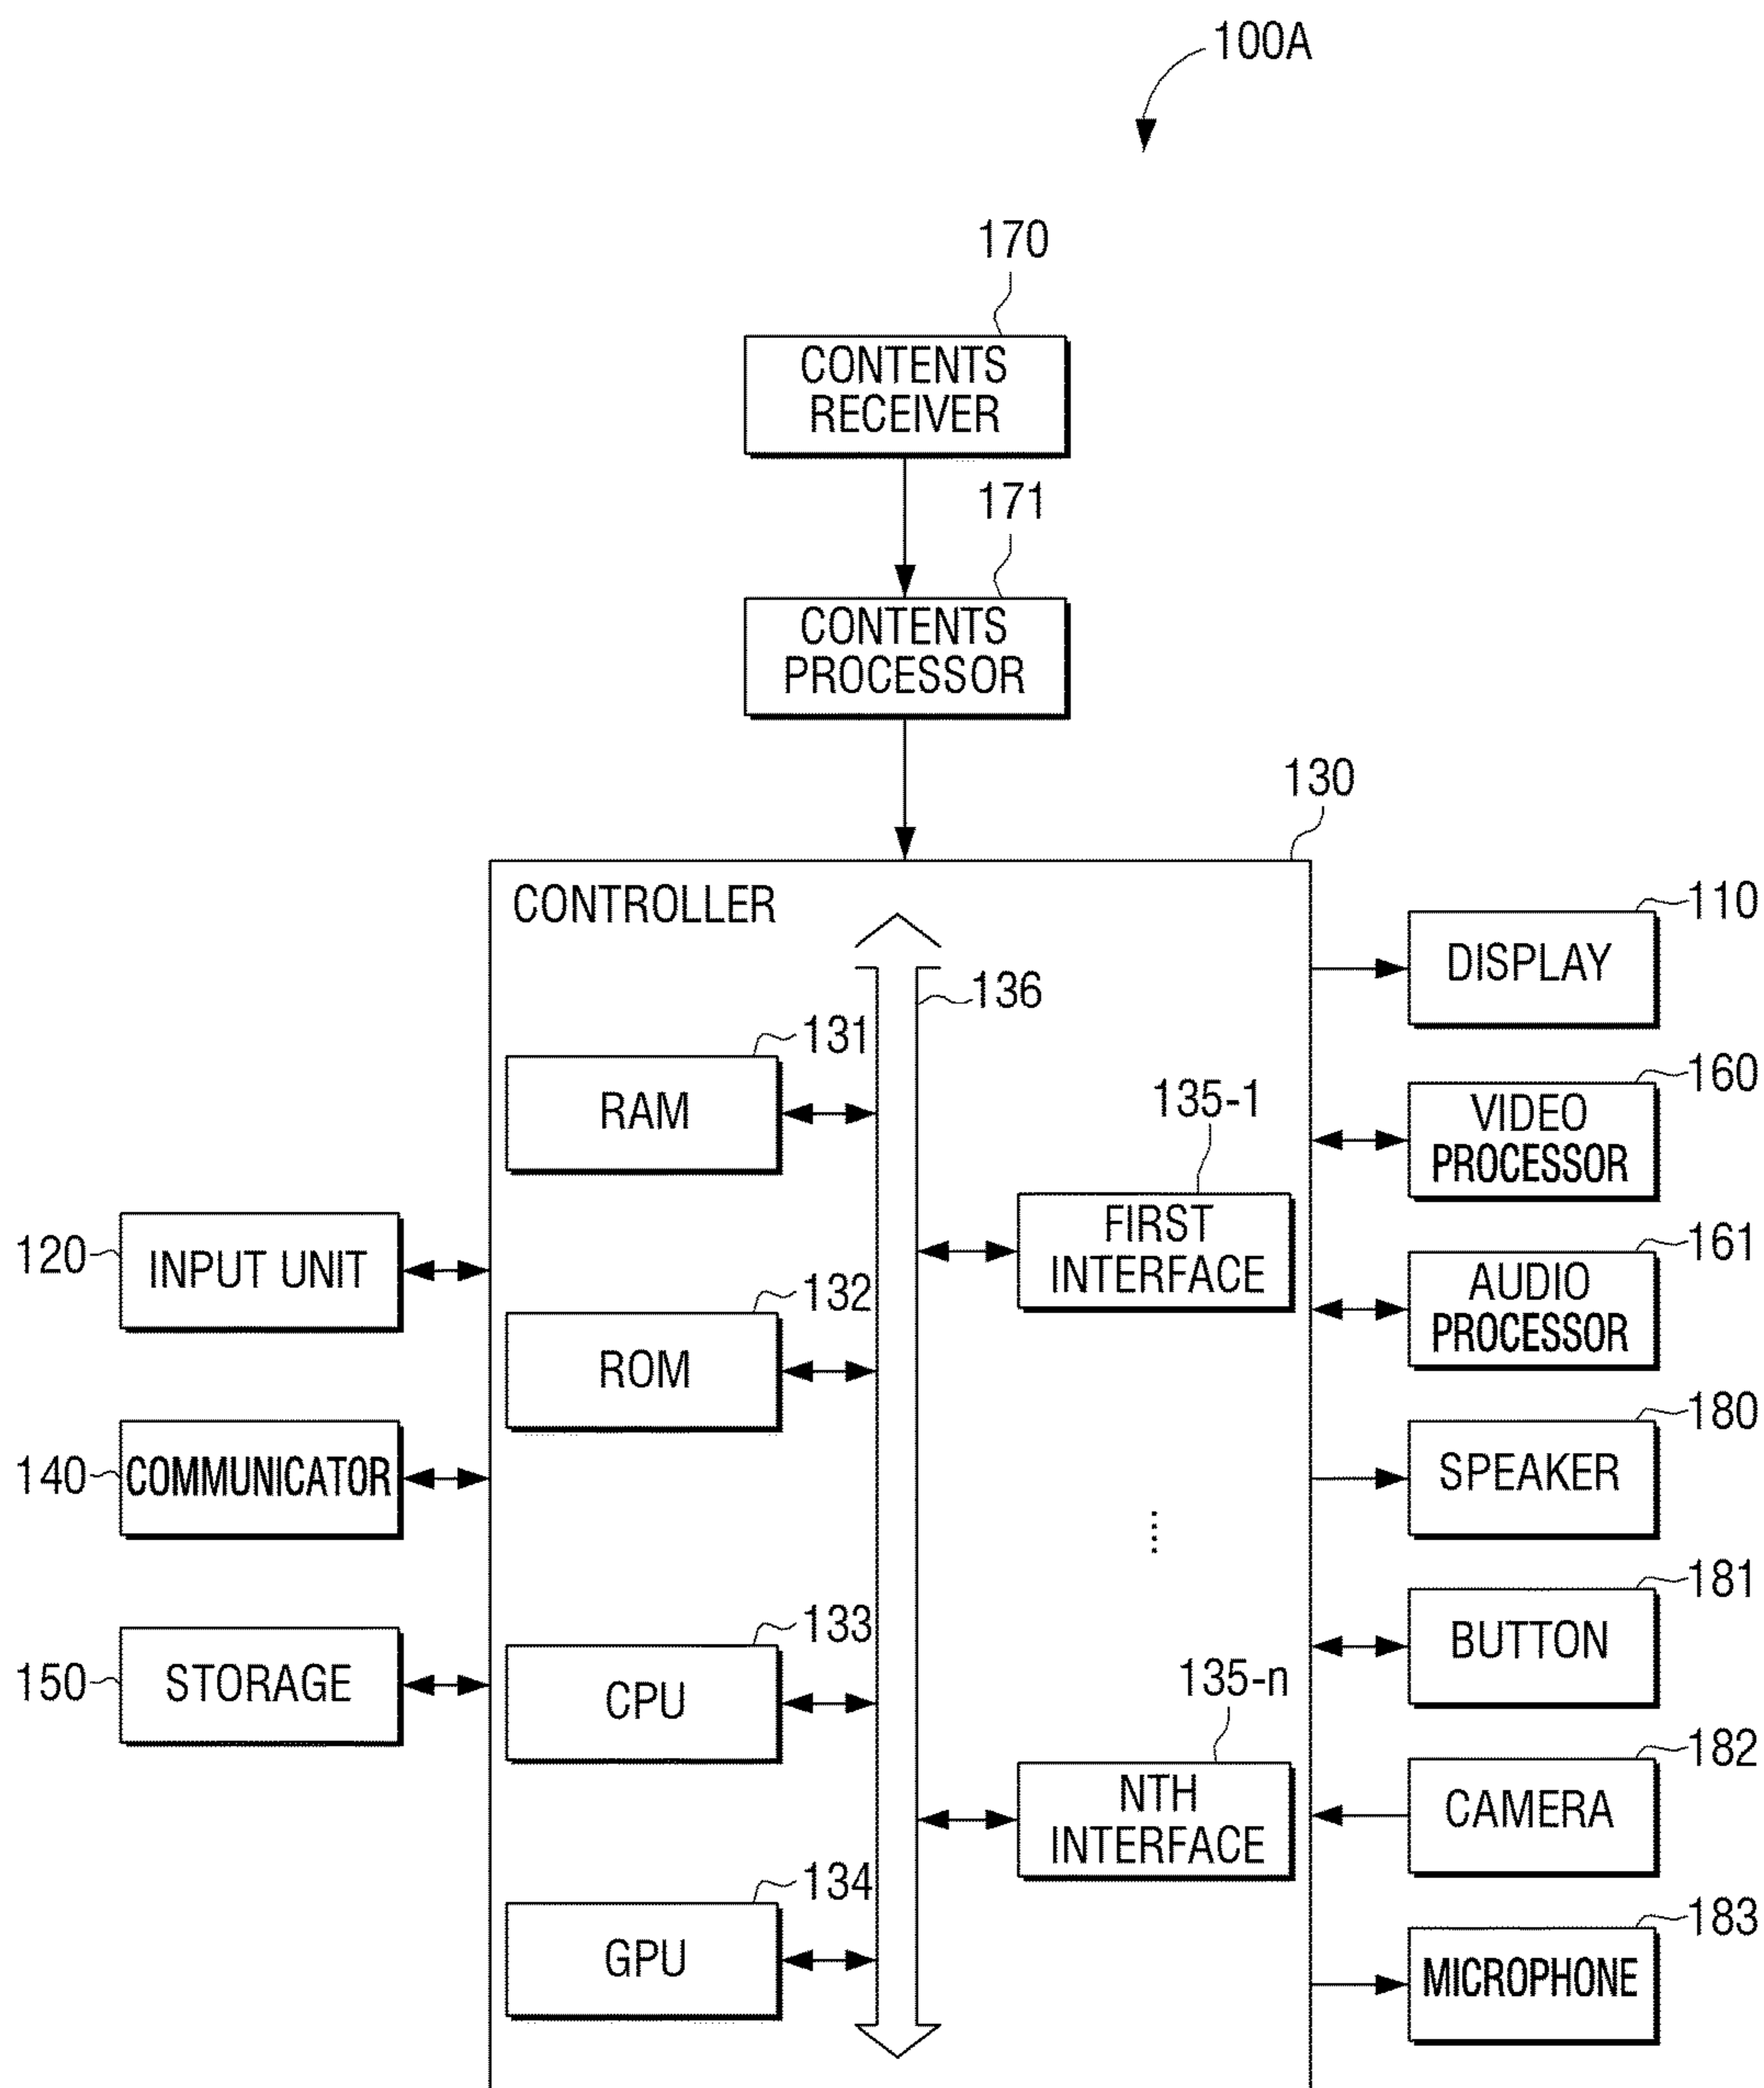 100A
170
CONTENTS
RECEIVER
171
CONTENTS
PROCESSOR
130
CONTROLLER
110
DISPLAY
136
131
RAM
160
VIDEO
PROCESSOR
135-1
FIRST
INTERFACE
120
INPUT UNIT
161
AUDIO
PROCESSOR
132
ROM
180
SPEAKER
140
COMMUNICATOR
....
181
BUTTON
133
CPU
150
STORAGE
135-n
NTH
INTERFACE
182
CAMERA
134
GPU
183
MICROPHONE